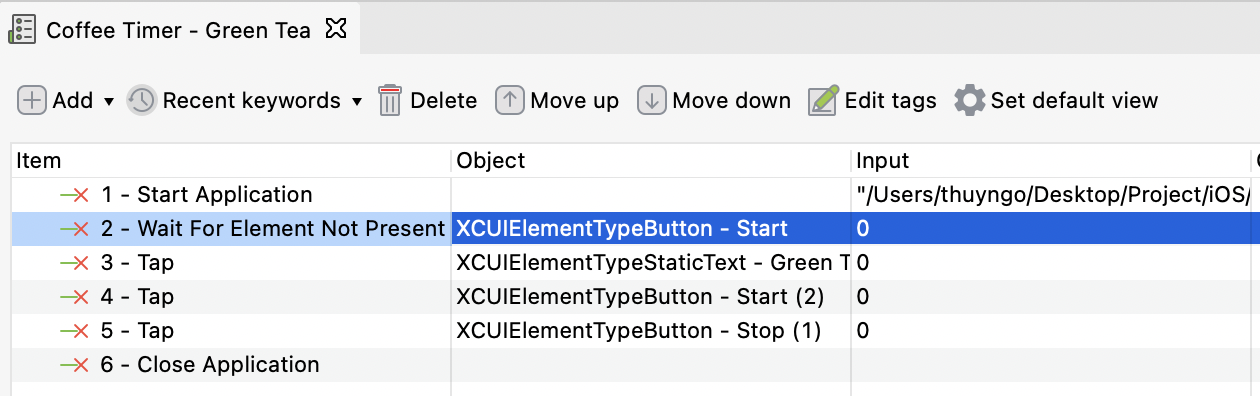 Coffee Timer - Green Tea
Add Recent keywords Delete Move up Move down Edit tags Set default view
Item Object Input
1 - Start Application "/Users/thuyngo/Desktop/Project/iOS/
2 - Wait For Element Not Present XCUIElementTypeButton - Start 0
3 - Tap XCUIElementTypeStaticText - Green T 0
4 - Tap XCUIElementTypeButton - Start (2) 0
5 - Tap XCUIElementTypeButton - Stop (1) 0
6 - Close Application